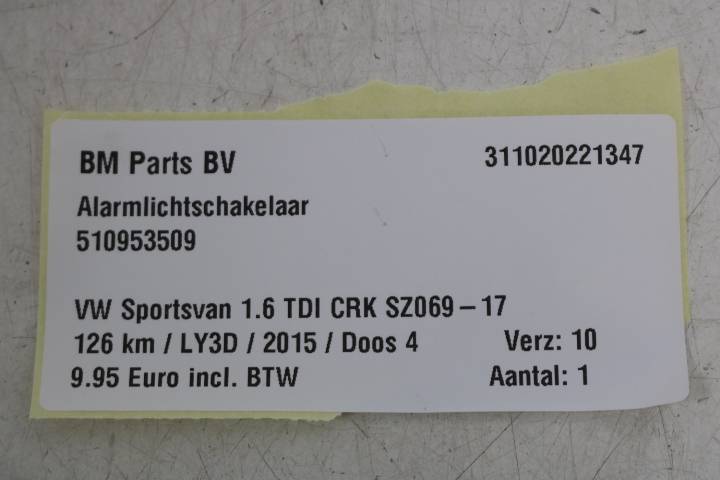 BM Parts BV 311020221347
Alarmlichtschakelaar
510953509
VW Sportsvan 1.6 TDI CRK SZ069 – 17
126 km / LY3D / 2015 / Doos 4 Verz: 10
9.95 Euro incl. BTW Aantal: 1